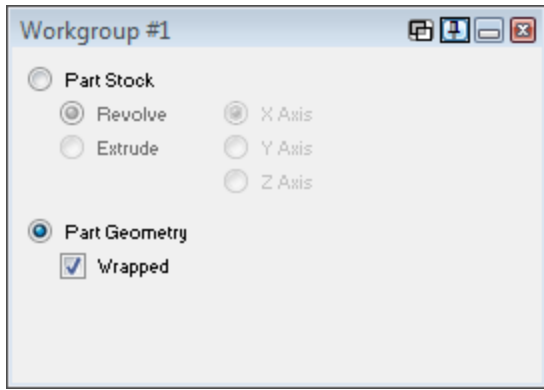 Workgroup #1
Part Stock
Revolve X Axis
Extrude Y Axis
Z Axis
Part Geometry
Wrapped